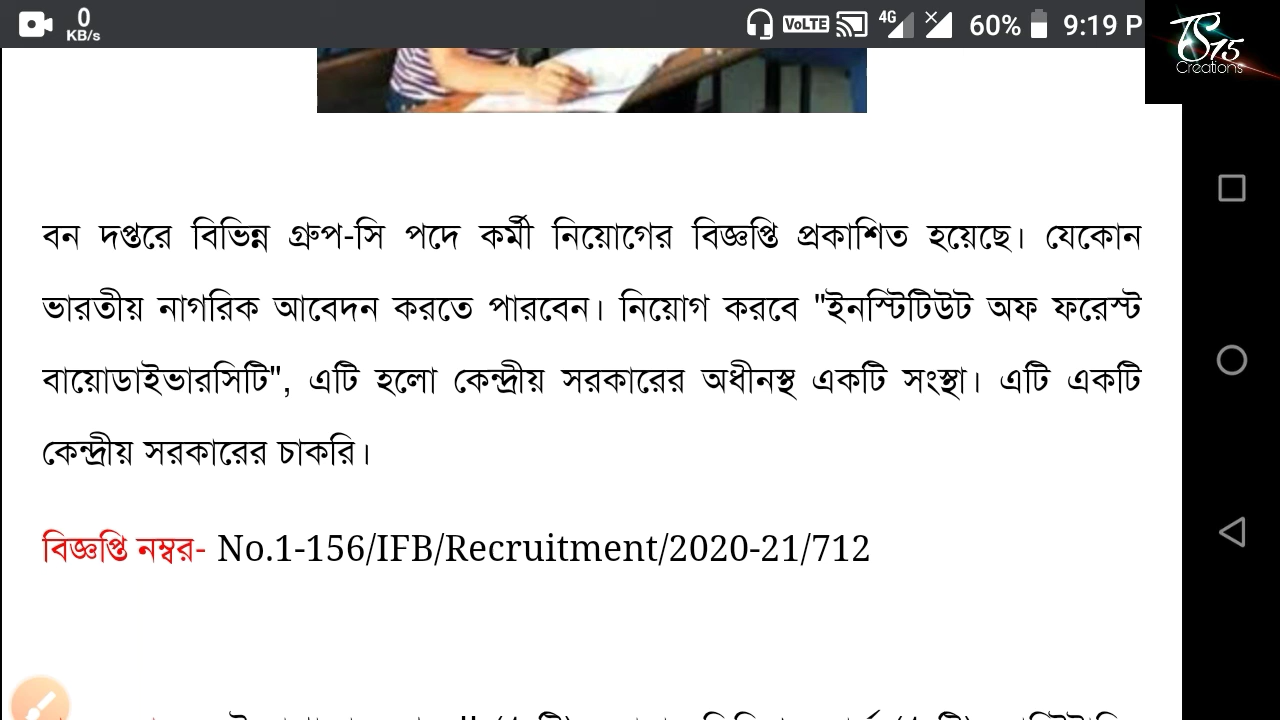 0
KB/s
VoLTE
4G
60%
9:19 P
TS15
Creations
বন দপ্তরে বিভিন্ন গ্রুপ-সি পদে কর্মী নিয়োগের বিজ্ঞপ্তি প্রকাশিত হয়েছে। যেকোন
ভারতীয় নাগরিক আবেদন করতে পারবেন। নিয়োগ করবে "ইনস্টিটিউট অফ ফরেস্ট
বায়োডাইভারসিটি", এটি হলো কেন্দ্রীয় সরকারের অধীনস্থ একটি সংস্থা। এটি একটি
কেন্দ্রীয় সরকারের চাকরি।
বিজ্ঞপ্তি নম্বর- No.1-156/IFB/Recruitment/2020-21/712